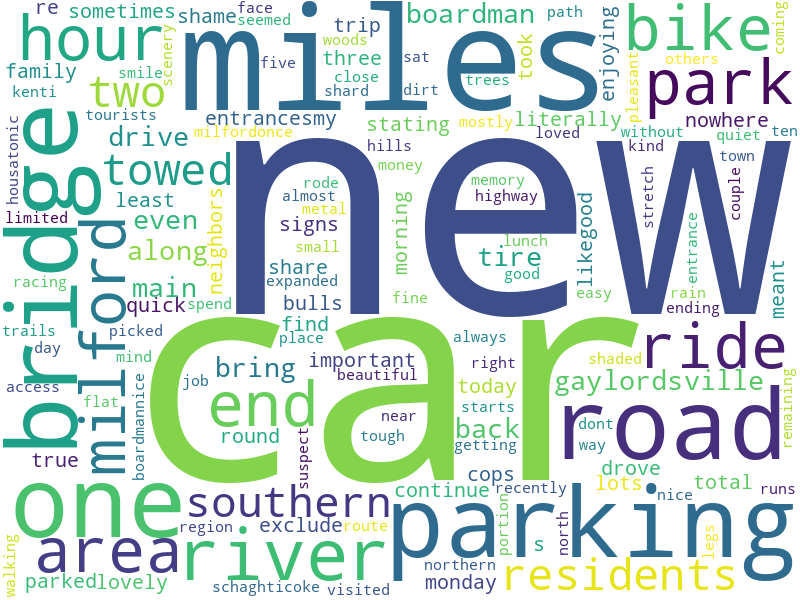 new
car
miles
bridge
parking
road
one
river
area
milford
park
bike
hour
ride
end
southern
residents
towed
two
boardman
gaylordsville
tire
main
drive
even
along
bring
back
find
share
signs
bulls
important
round
today
continue
cops
drove
lots
total
monday
s
exclude
parked
lovely
true
quick
least
neighbors
morning
stating
literally
entrancesmy
trip
three
took
enjoying
nowhere
likegood
meant
shame
sometimes
re
family
kenti
smile
scenery
tourists
housatonic
limited
racing
trails
day
picked
access
mind
flat
boardmannice
job
place
spend
expanded
small
metal
almost
rode
milfordonce
seemed
face
five
woods
close
shard
hills
money
sat
dirt
path
trees
mostly
loved
memory
highway
lunch
good
fine
easy
always
right
beautiful
near
tough
suspect
starts
getting
shaded
dont
way
nice
recently
portion
north
northern
route
region
schaghticoke
visited
walking
legs
runs
remaining
ending
rain
entrance
stretch
couple
town
kind
without
quiet
ten
others
pleasant
coming